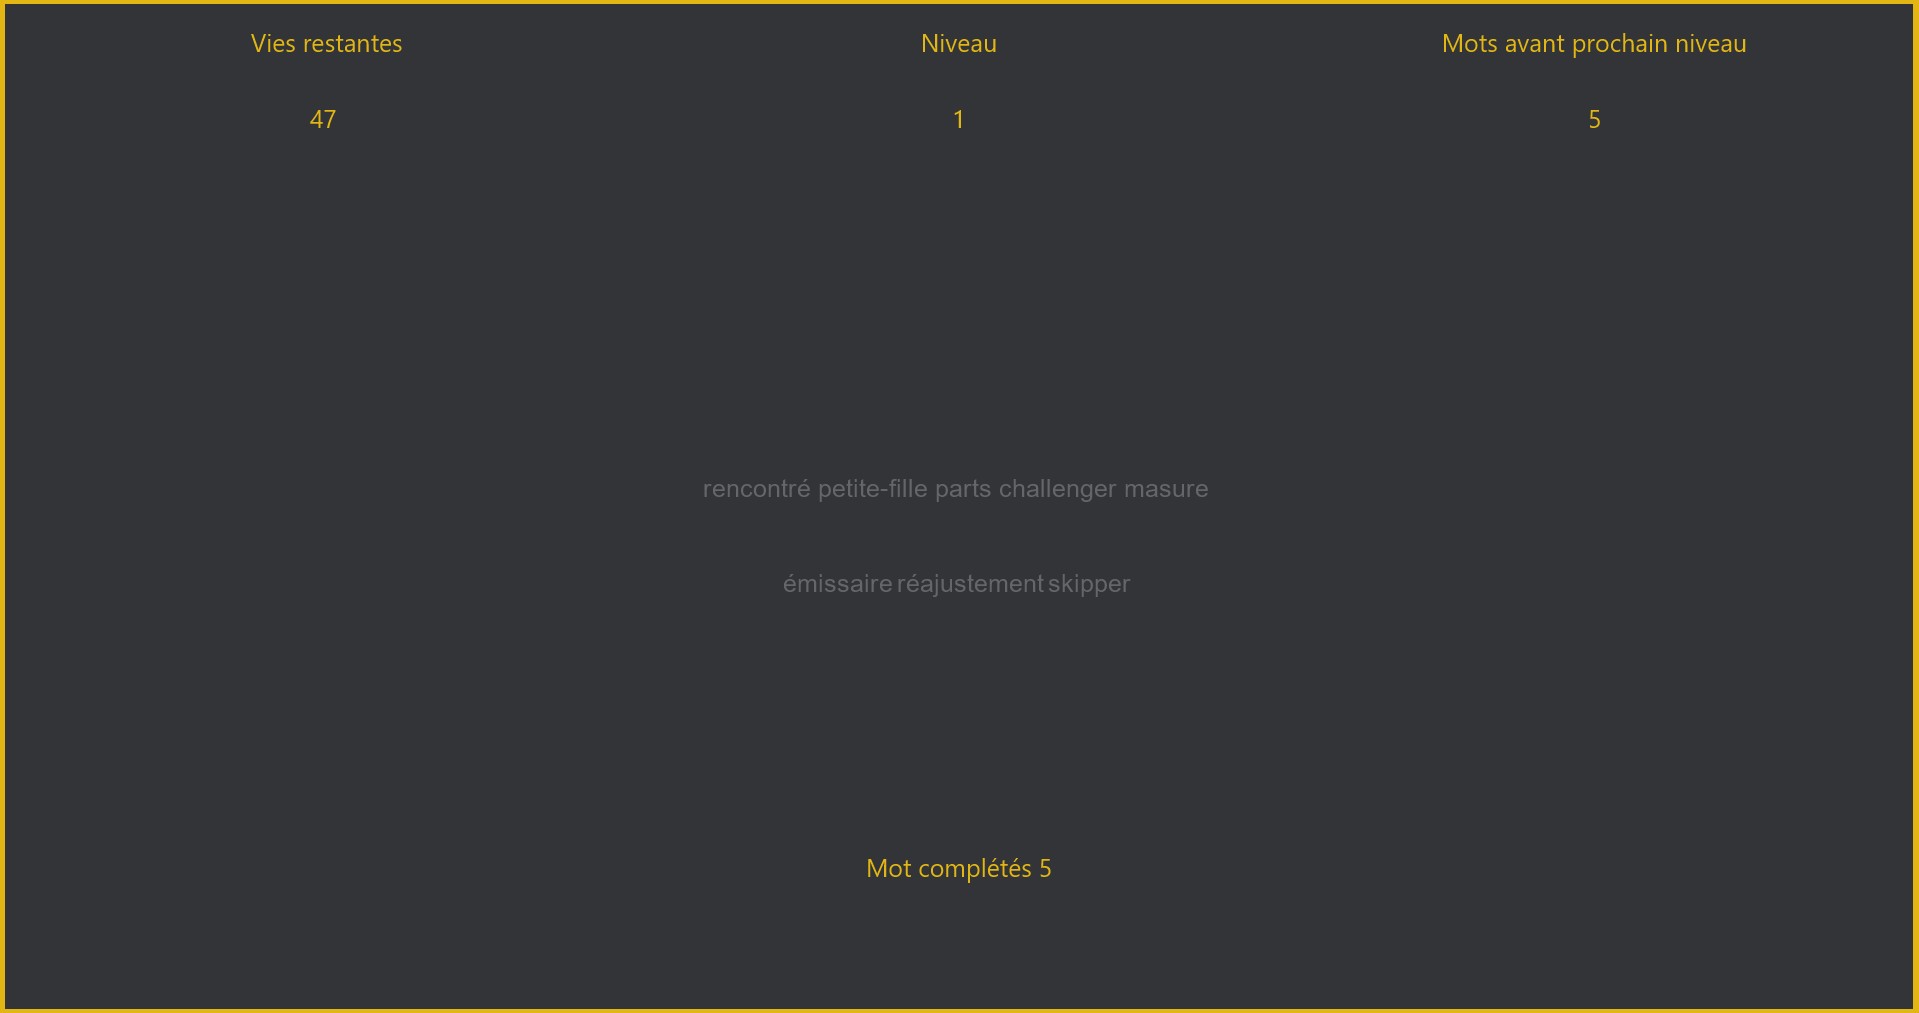 Vies restantes
Niveau
Mots avant prochain niveau
47
1
5
rencontré petite-fille parts challenger masure
émissaire réajustement skipper
Mot complétés 5